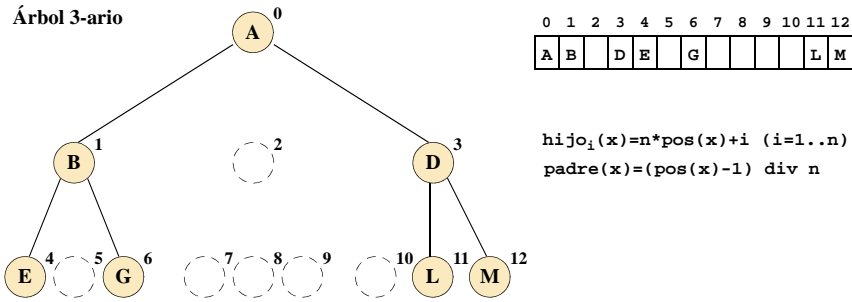 Árbol 3-ario
A 0
B 1
2
D 3
E 4
5
G 6
7
8
9
10
L 11
M 12
0 1 2 3 4 5 6 7 8 9 10 11 12
A B D E G L M
hijoi(x)=n*pos(x)+i (i=1..n)
padre(x)=(pos(x)-1) div n